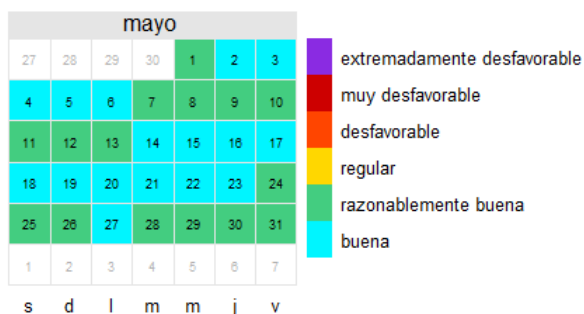 mayo
27 28 29 30 1 2 3
4 5 6 7 8 9 10
11 12 13 14 15 16 17
18 19 20 21 22 23 24
25 26 27 28 29 30 31
1 2 3 4 5 6 7
s d l m m j v
extremadamente desfavorable
muy desfavorable
desfavorable
regular
razonablemente buena
buena